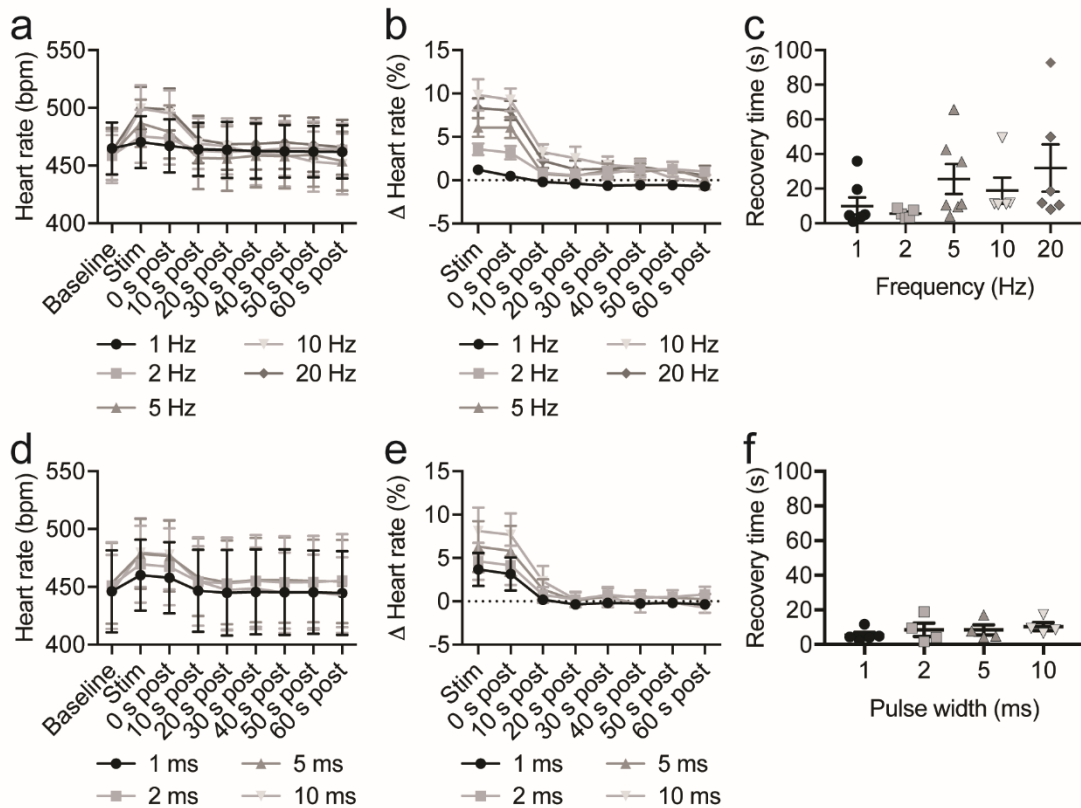 a
Heart rate (bpm)
550
500
450
400
Baseline
Stim
0 s post
10 s post
20 s post
30 s post
40 s post
50 s post
60 s post
1 Hz
10 Hz
2 Hz
20 Hz
5 Hz
b
Δ Heart rate (%)
15
10
5
0
-5
Stim
0 s post
10 s post
20 s post
30 s post
40 s post
50 s post
60 s post
1 Hz
10 Hz
2 Hz
20 Hz
5 Hz
c
Recovery time (s)
100
80
60
40
20
0
1 2 5 10 20
Frequency (Hz)
d
Heart rate (bpm)
550
500
450
400
Baseline
Stim
0 s post
10 s post
20 s post
30 s post
40 s post
50 s post
60 s post
1 ms
5 ms
2 ms
10 ms
e
Δ Heart rate (%)
15
10
5
0
-5
Stim
0 s post
10 s post
20 s post
30 s post
40 s post
50 s post
60 s post
1 ms
5 ms
2 ms
10 ms
f
Recovery time (s)
100
80
60
40
20
0
1 2 5 10
Pulse width (ms)